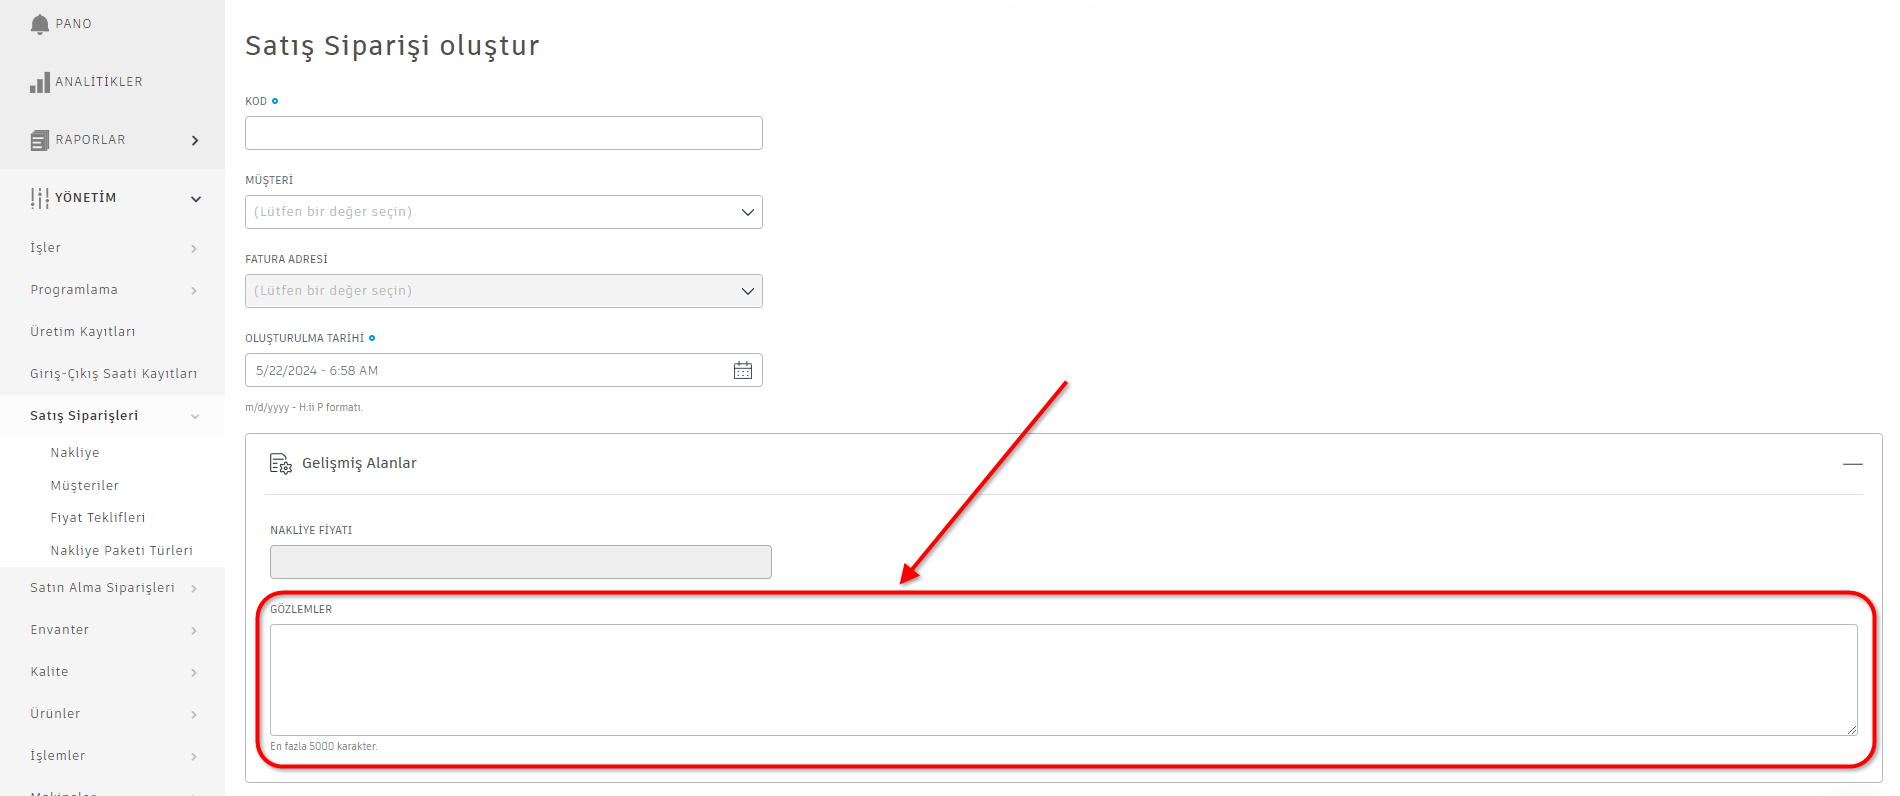 PANO
ANALİTİKLER
RAPORLAR
YÖNETİM
İşler
Programlama
Üretim Kayıtları
Giriş-Çıkış Saati Kayıtları
Satış Siparişleri
Nakliye
Müşteriler
Fiyat Teklifleri
Nakliye Paketi Türleri
Satın Alma Siparişleri
Envanter
Kalite
Ürünler
İşlemler
Satış Siparişi oluştur
KOD
MÜŞTERİ
(Lütfen bir değer seçin)
FATURA ADRESİ
(Lütfen bir değer seçin)
OLUŞTURULMA TARİHİ
5/22/2024 - 6:58 AM
m/d/yyyy - H:ii P formatı.
Gelişmiş Alanlar
NAKLİYE FİYATI
GÖZLEMLER
En fazla 5000 karakter.